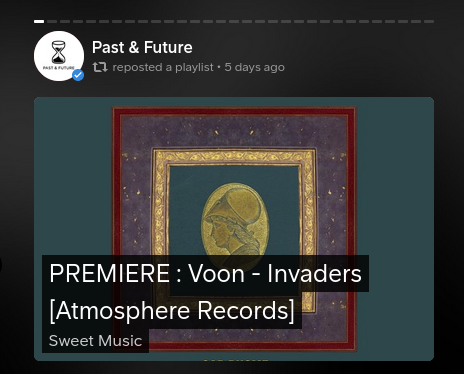 Past & Future
PAST & FUTURE
reposted a playlist • 5 days ago
PREMIERE : Voon - Invaders
[Atmosphere Records]
Sweet Music